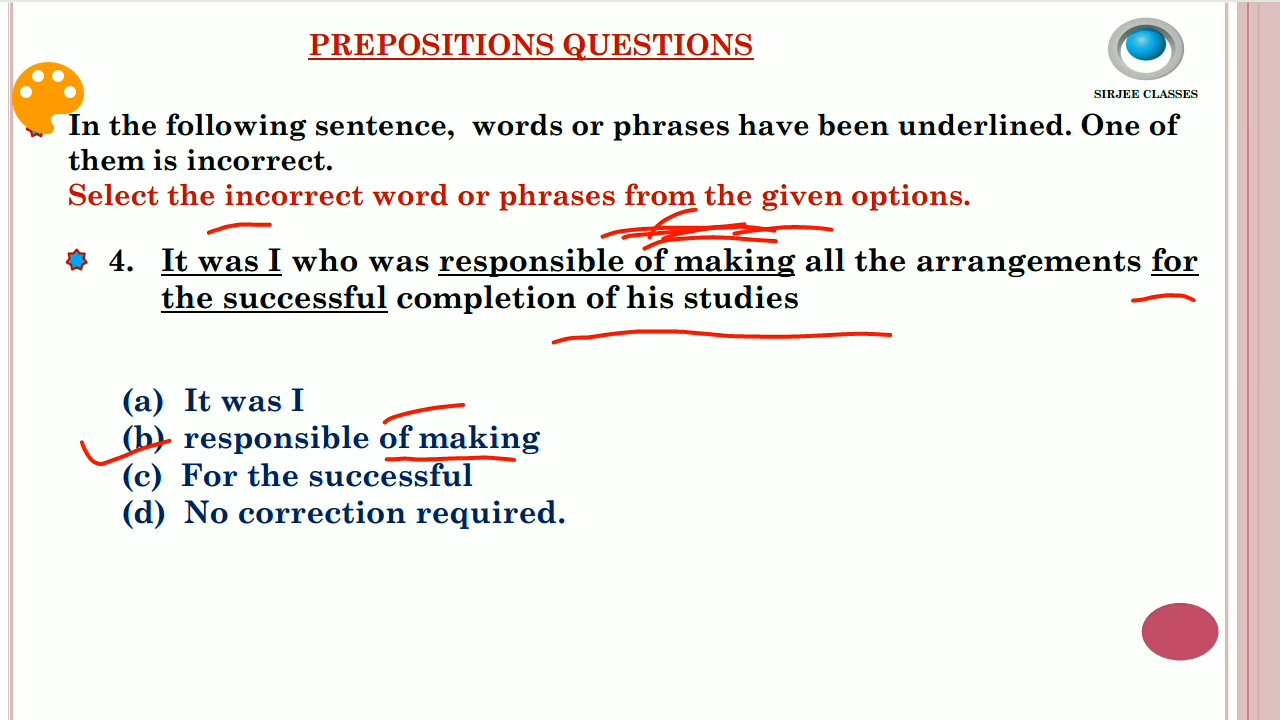 PREPOSITIONS QUESTIONS
SIRJEE CLASSES
In the following sentence, words or phrases have been underlined. One of
them is incorrect.
Select the incorrect word or phrases from the given options.
4. It was I who was responsible of making all the arrangements for
the successful completion of his studies
(a) It was I
(b) responsible of making
(c) For the successful
(d) No correction required.